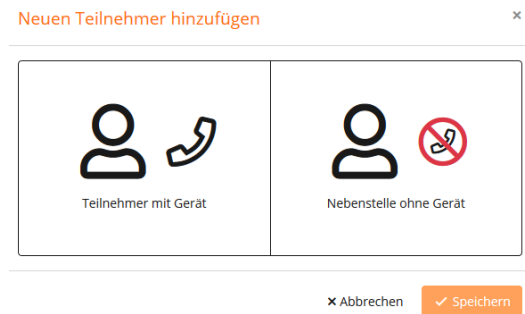 Neuen Teilnehmer hinzufügen
×
Teilnehmer mit Gerät
Nebenstelle ohne Gerät
× Abbrechen
✓ Speichern